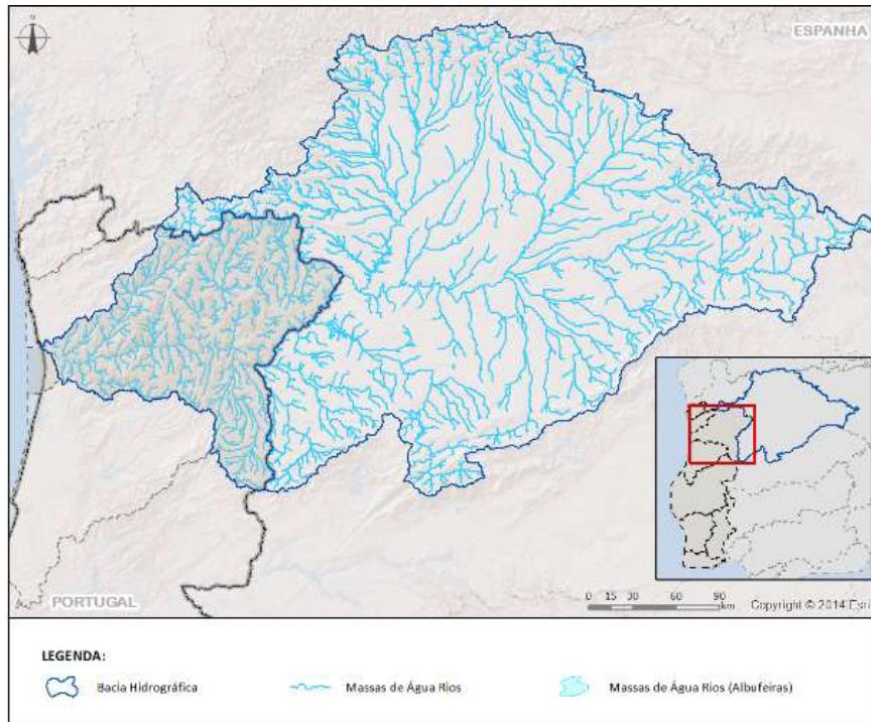 N
ESPANHA
PORTUGAL
0 15 30 60 90
km
Copyright © 2014 Esri
LEGENDA:
Bacia Hidrográfica
Massas de Água Rios
Massas de Água Rios (Albufeiras)